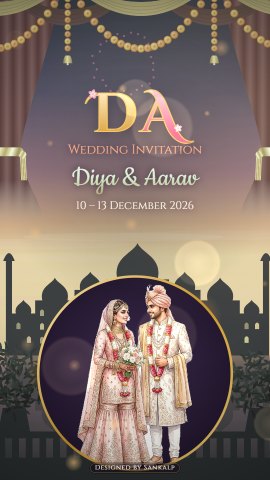 DA
Wedding Invitation
Diya & Aarav
10 – 13 December 2026
Designed by Sankalp